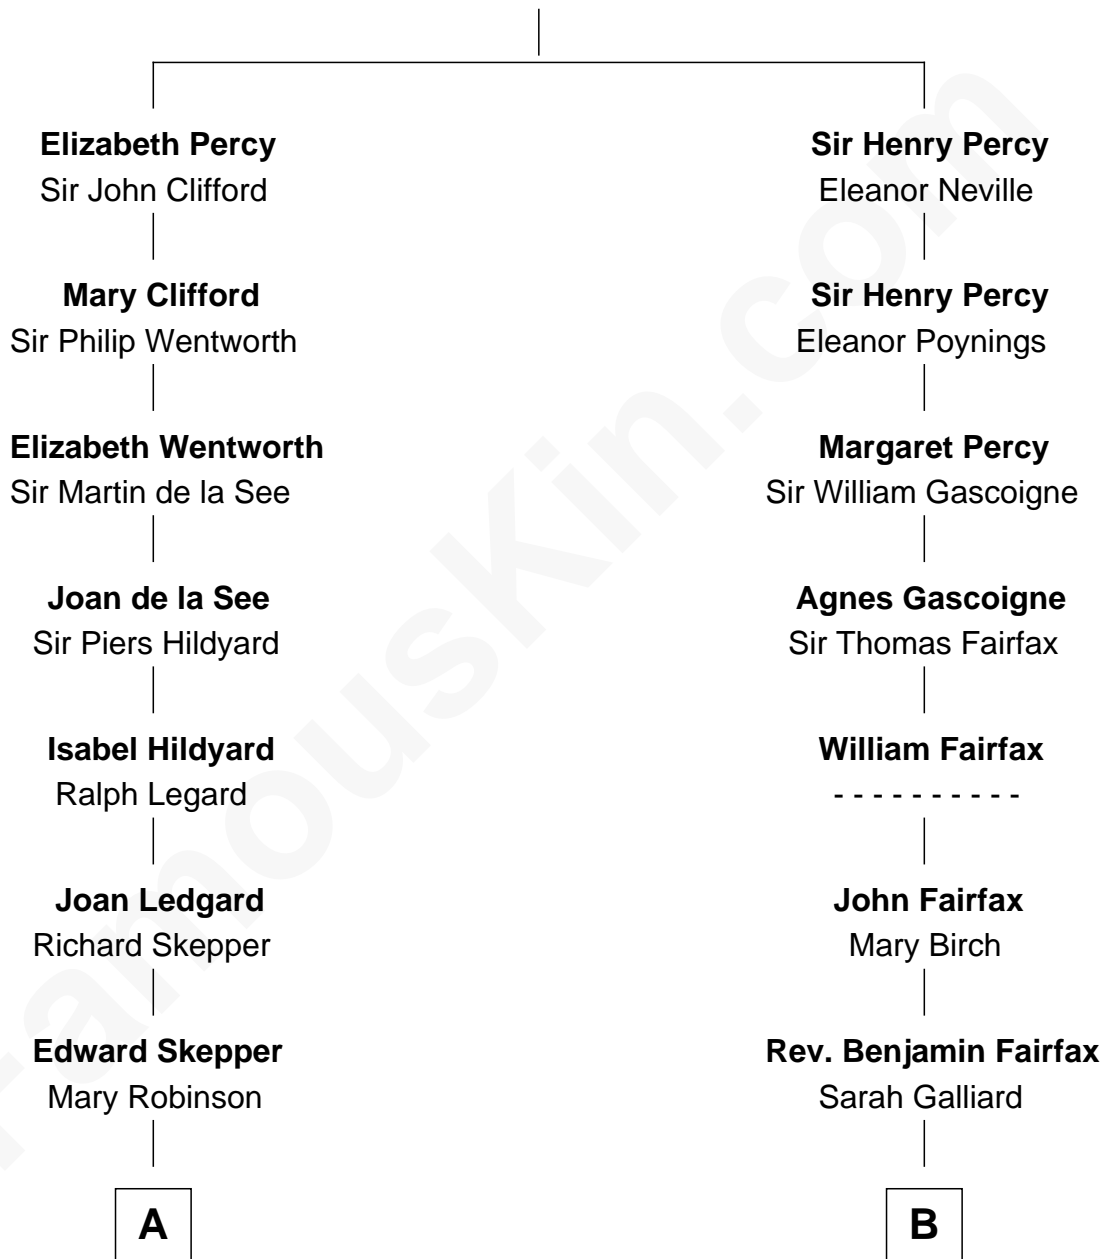 Elizabeth Percy
Sir John Clifford
Mary Clifford
Sir Philip Wentworth
Elizabeth Wentworth
Sir Martin de la See
Joan de la See
Sir Piers Hildyard
Isabel Hildyard
Ralph Legard
Joan Ledgard
Richard Skepper
Edward Skepper
Mary Robinson
A
Sir Henry Percy
Eleanor Neville
Sir Henry Percy
Eleanor Poynings
Margaret Percy
Sir William Gascoigne
Agnes Gascoigne
Sir Thomas Fairfax
William Fairfax
- - - - - - - - - -
John Fairfax
Mary Birch
Rev. Benjamin Fairfax
Sarah Galliard
B
FamousKin.com